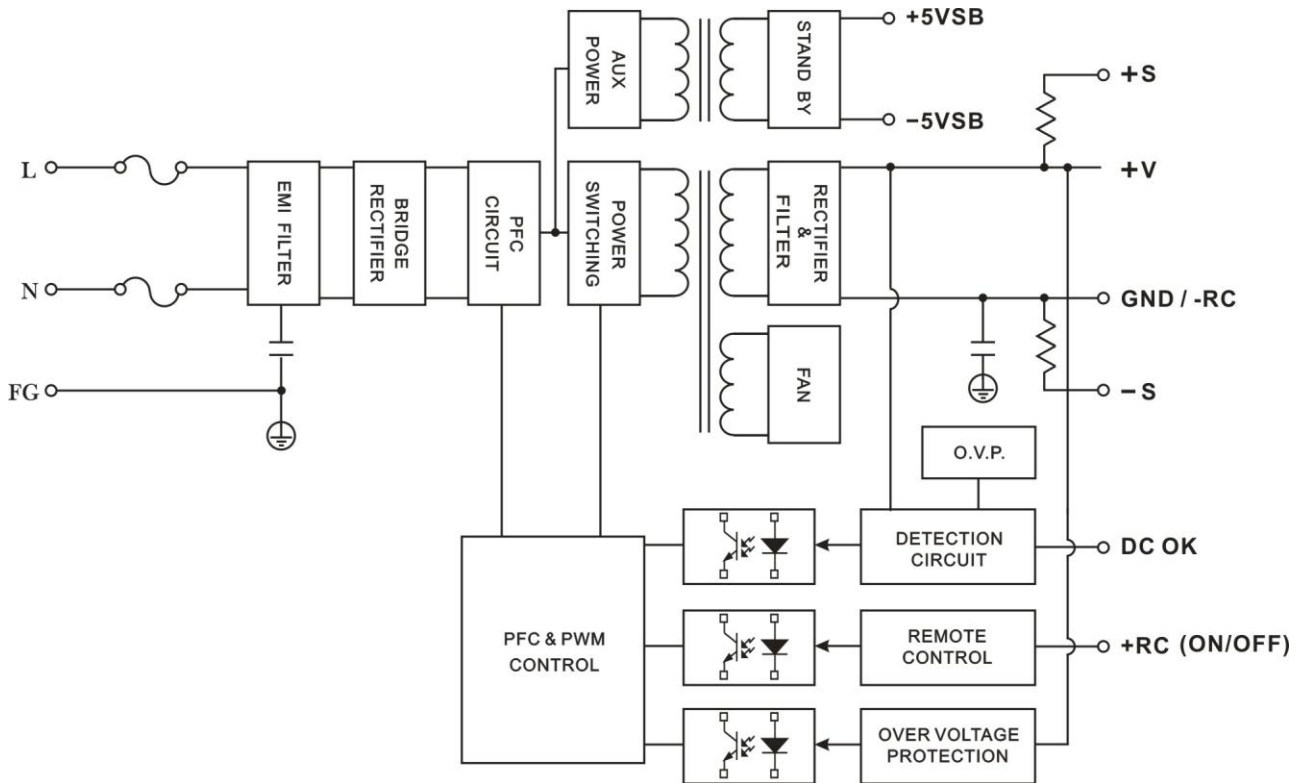 +5VSB
AUX
POWER
STAND BY
-5VSB
+S
L
EMI FILTER
BRIDGE
RECTIFIER
PFC
CIRCUIT
POWER
SWITCHING
RECTIFIER
&
FILTER
+V
N
GND / -RC
FG
FAN
-S
O.V.P.
DETECTION
CIRCUIT
DC OK
PFC & PWM
CONTROL
REMOTE
CONTROL
+RC (ON/OFF)
OVER VOLTAGE
PROTECTION